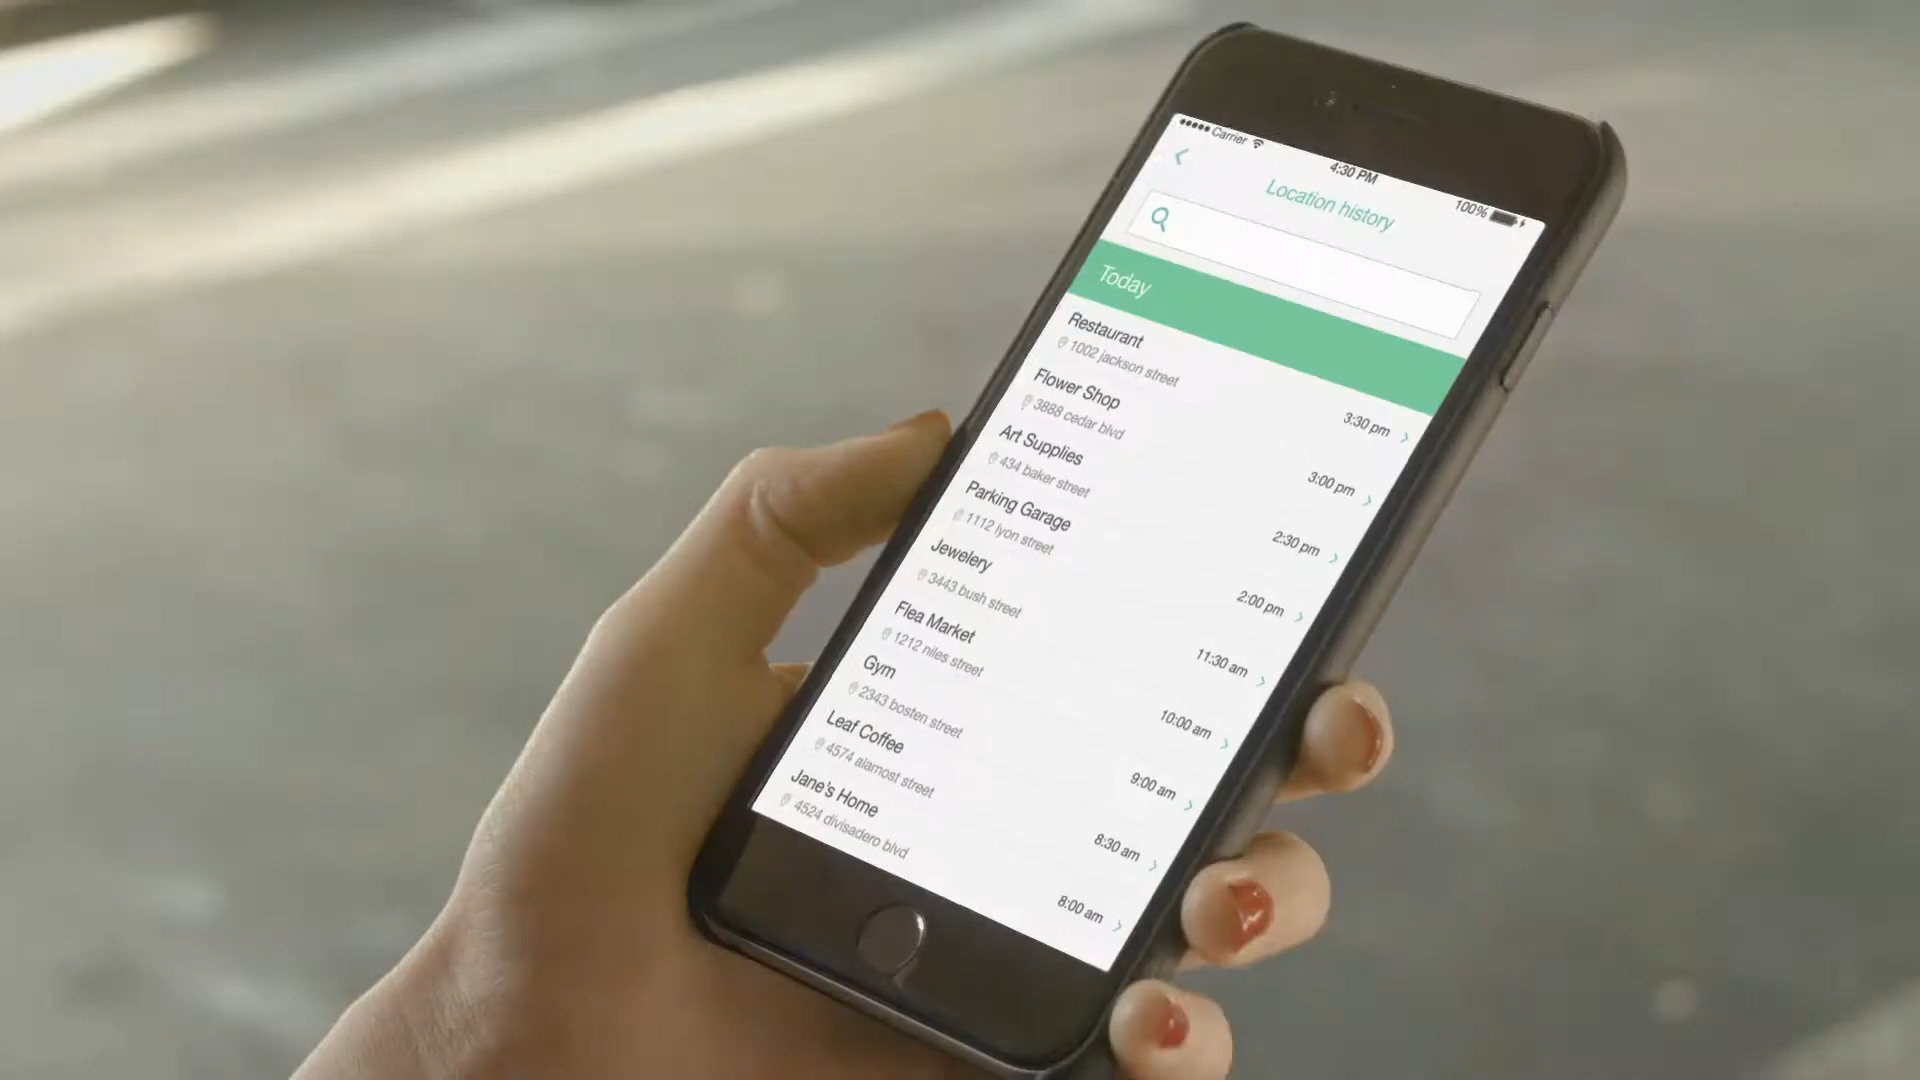 Carrier
4:30 PM
100%
Location history
Today
Restaurant
1002 jackson street
3:30 pm
Flower Shop
3888 cedar blvd
3:00 pm
Art Supplies
434 baker street
2:30 pm
Parking Garage
1112 lyon street
2:00 pm
Jewelery
3443 bush street
11:30 am
Flea Market
1212 niles street
10:00 am
Gym
2343 bosten street
9:00 am
Leaf Coffee
4574 alamost street
8:30 am
Jane's Home
4524 divisadero blvd
8:00 am